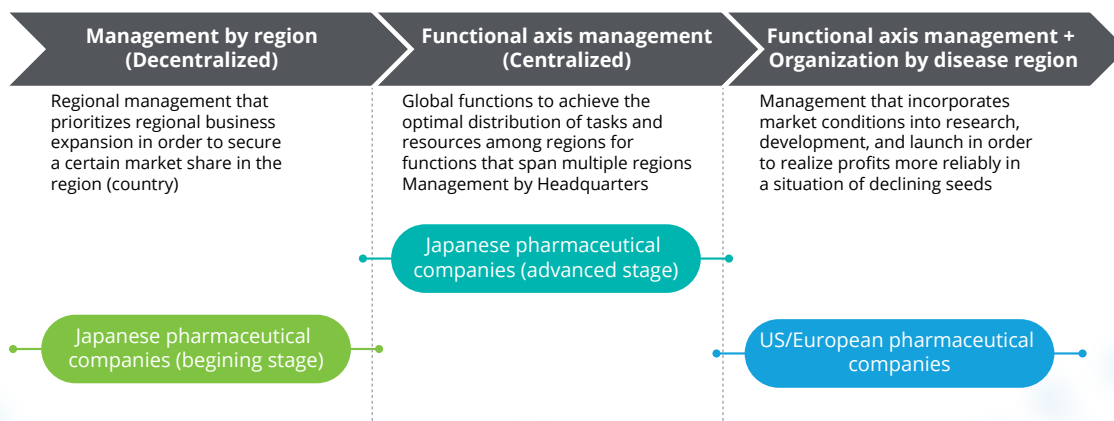 Management by region
(Decentralized)
Functional axis management
(Centralized)
Functional axis management +
Organization by disease region
Regional management that
prioritizes regional business
expansion in order to secure
a certain market share in the
region (country)
Global functions to achieve the
optimal distribution of tasks and
resources among regions for
functions that span multiple regions
Management by Headquarters
Management that incorporates
market conditions into research,
development, and launch in order
to realize profits more reliably in
a situation of declining seeds
Japanese pharmaceutical
companies (advanced stage)
Japanese pharmaceutical
companies (begining stage)
US/European pharmaceutical
companies